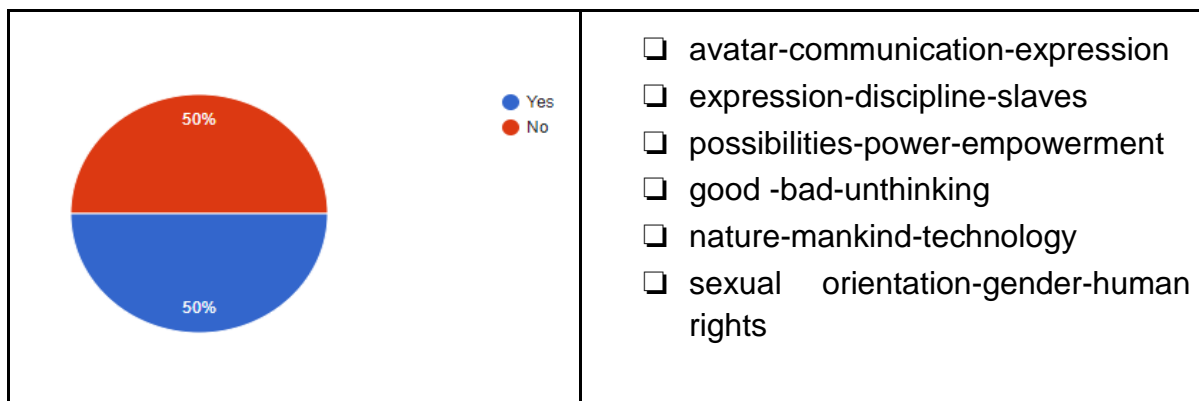 50%
50%
Yes
No
❏ avatar-communication-expression
❏ expression-discipline-slaves
❏ possibilities-power-empowerment
❏ good -bad-unthinking
❏ nature-mankind-technology
❏ sexual orientation-gender-human
rights